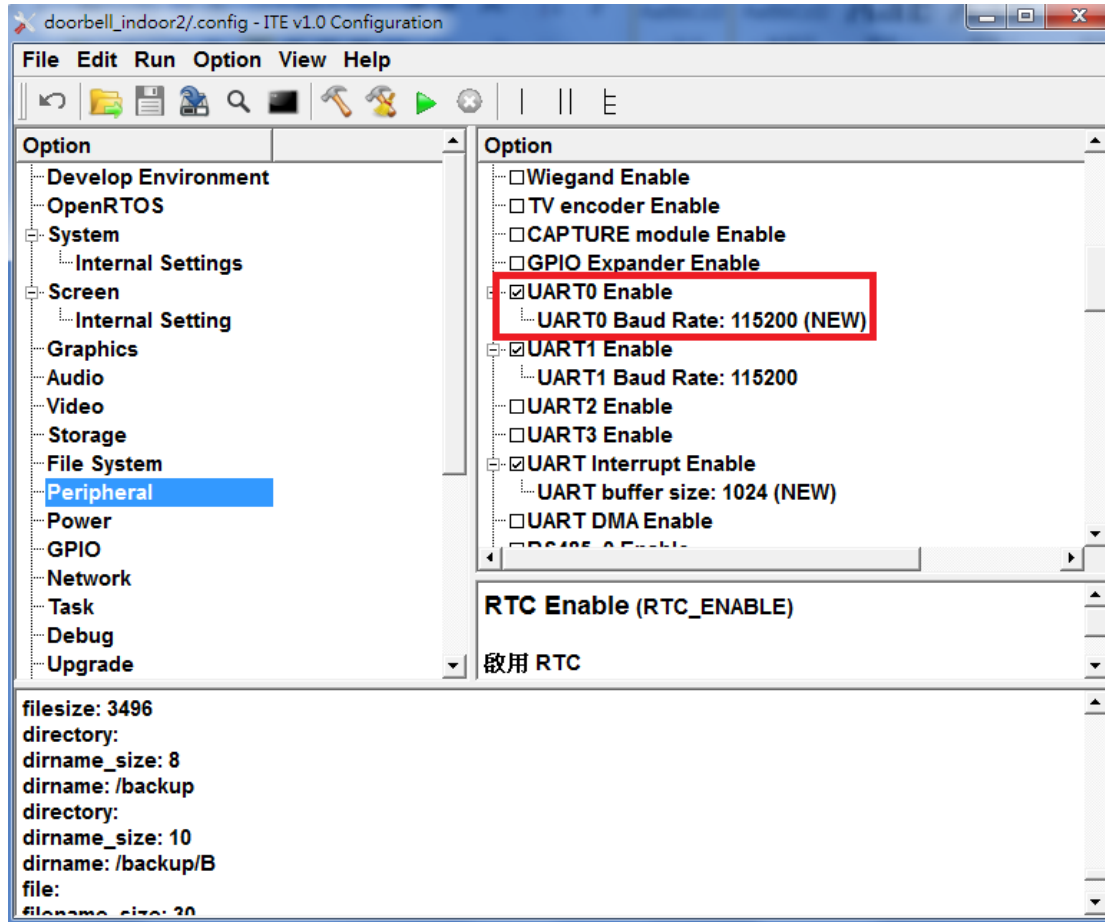 doorbell_indoor2/.config - ITE v1.0 Configuration
File Edit Run Option View Help
Option
Develop Environment
OpenRTOS
System
Internal Settings
Screen
Internal Setting
Graphics
Audio
Video
Storage
File System
Peripheral
Power
GPIO
Network
Task
Debug
Upgrade
Option
Wiegand Enable
TV encoder Enable
CAPTURE module Enable
GPIO Expander Enable
UART0 Enable
UART0 Baud Rate: 115200 (NEW)
UART1 Enable
UART1 Baud Rate: 115200
UART2 Enable
UART3 Enable
UART Interrupt Enable
UART buffer size: 1024 (NEW)
UART DMA Enable
RS485_0 Enable
RTC Enable (RTC_ENABLE)
啟用 RTC
filesize: 3496
directory:
dirname_size: 8
dirname: /backup
directory:
dirname_size: 10
dirname: /backup/B
file:
filename_size: 30